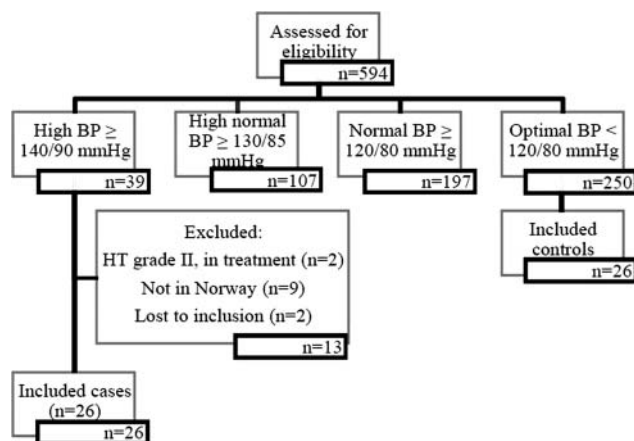 Assessed for
eligibility
n=594
High BP ≥
140/90 mmHg
n=39
High normal
BP ≥ 130/85
mmHg
n=107
Normal BP ≥
120/80 mmHg
n=197
Optimal BP <
120/80 mmHg
n=250
Excluded:
HT grade II, in treatment (n=2)
Not in Norway (n=9)
Lost to inclusion (n=2)
n=13
Included
controls
n=26
Included cases
(n=26)
n=26